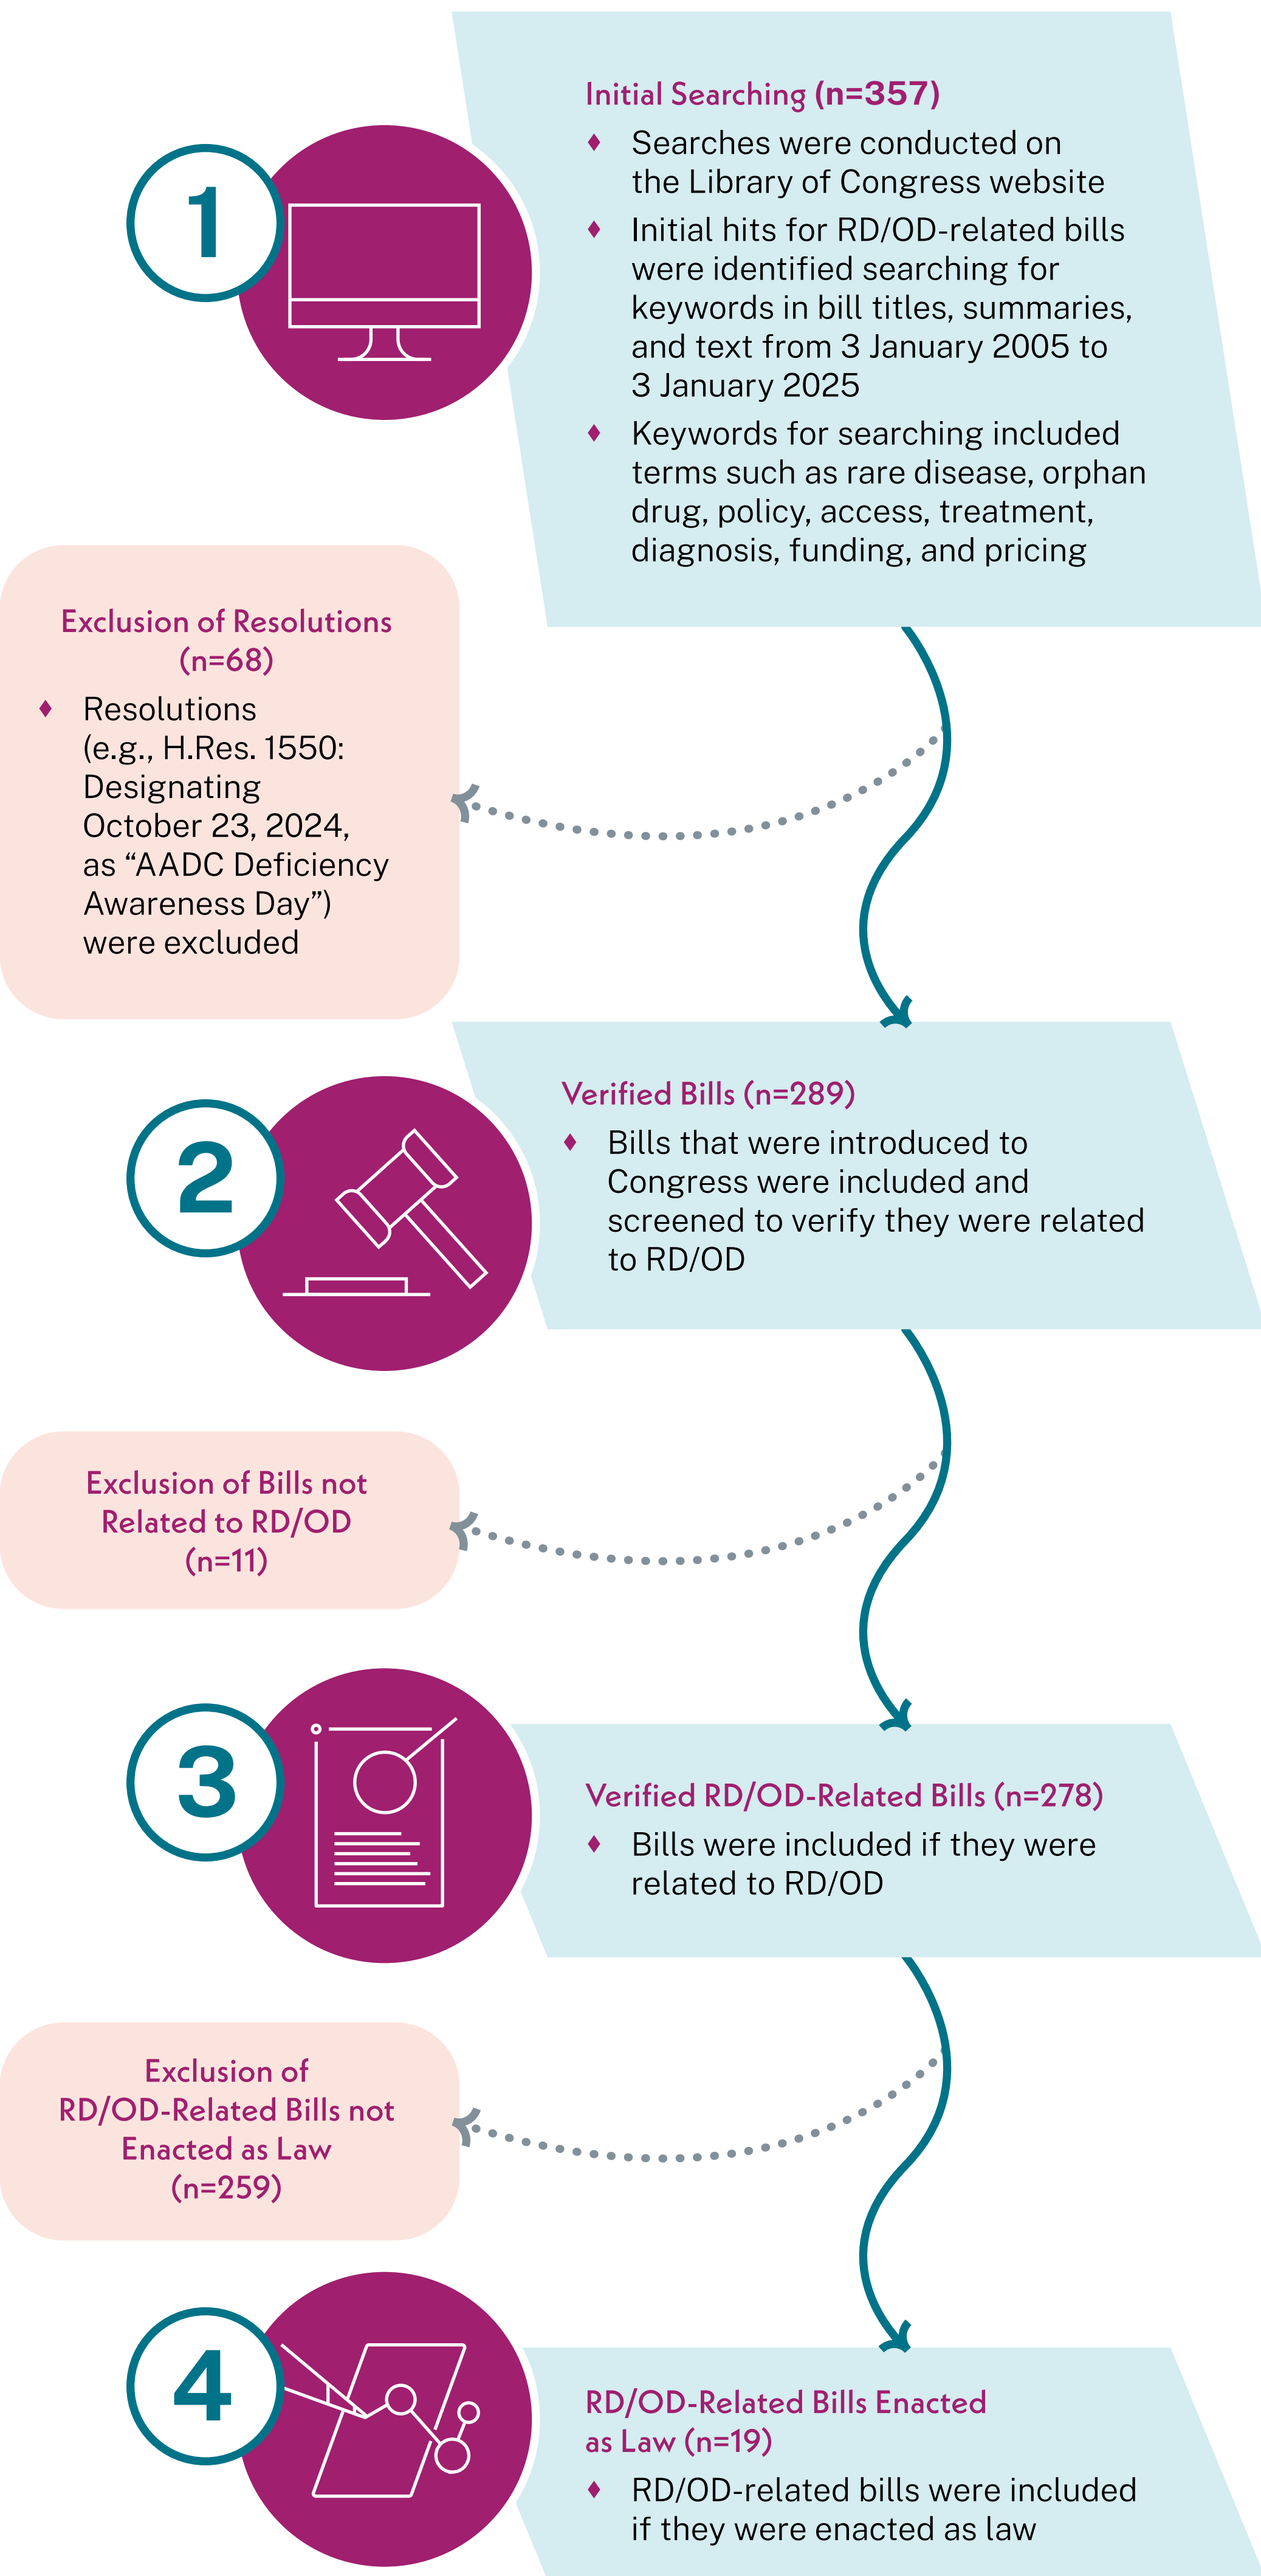 1
Initial Searching (n=357)
♦ Searches were conducted on
the Library of Congress website
♦ Initial hits for RD/OD-related bills
were identified searching for
keywords in bill titles, summaries,
and text from 3 January 2005 to
3 January 2025
♦ Keywords for searching included
terms such as rare disease, orphan
drug, policy, access, treatment,
diagnosis, funding, and pricing
Exclusion of Resolutions
(n=68)
♦ Resolutions
(e.g., H.Res. 1550:
Designating
October 23, 2024,
as “AADC Deficiency
Awareness Day”)
were excluded
2
Verified Bills (n=289)
♦ Bills that were introduced to
Congress were included and
screened to verify they were related
to RD/OD
Exclusion of Bills not
Related to RD/OD
(n=11)
3
Verified RD/OD-Related Bills (n=278)
♦ Bills were included if they were
related to RD/OD
Exclusion of
RD/OD-Related Bills not
Enacted as Law
(n=259)
4
RD/OD-Related Bills Enacted
as Law (n=19)
♦ RD/OD-related bills were included
if they were enacted as law